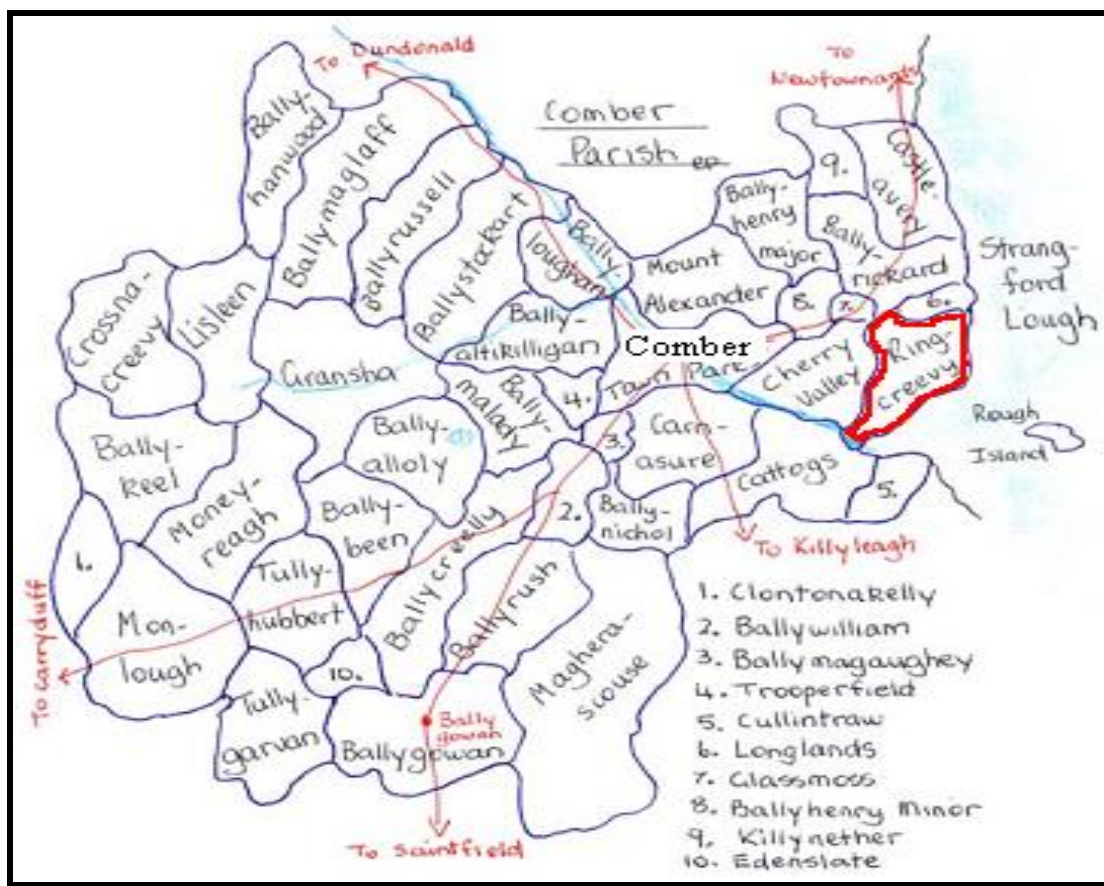 To Dundonald
To Newtownards
Comber
Parish
EP
Bally-
hanwood
Ballymaglaff
Ballyrussell
Ballystockart
Bally-
loughan
Mount
Alexander
Bally-
henry
major
9.
Castle-
avery
Bally-
rickard
8.
7.
6.
Strang-
ford
Lough
Crossna-
creevy
Lisleen
Gransha
Bally-
altikilligan
Comber
Town Park
Cherry
Valley
Ring-
creevy
Rough
Island
Bally-
malady
4.
3.
Carn-
asure
Cattogs
5.
Bally-
keel
Bally-
alloly
Money-
reagh
Bally-
been
Ballycreelly
2.
Bally-
nichol
To Killyleagh
1.
Mon-
lough
Tully-
hubbert
Ballyrush
Maghera-
scouse
To Carryduff
10.
Tully-
garvan
Bally
gowan
Ballygowan
To Saintfield
1. Clontonakelly
2. Ballywilliam
3. Ballymagaughey
4. Trooperfield
5. Cullintraw
6. Longlands
7. Glassmoss
8. Ballyhenry Minor
9. Killynether
10. Edenslate